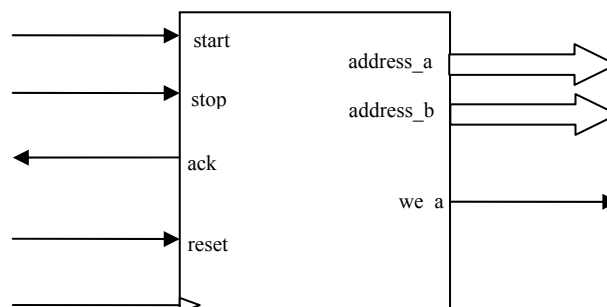 start
address_a
stop
address_b
ack
we a
reset